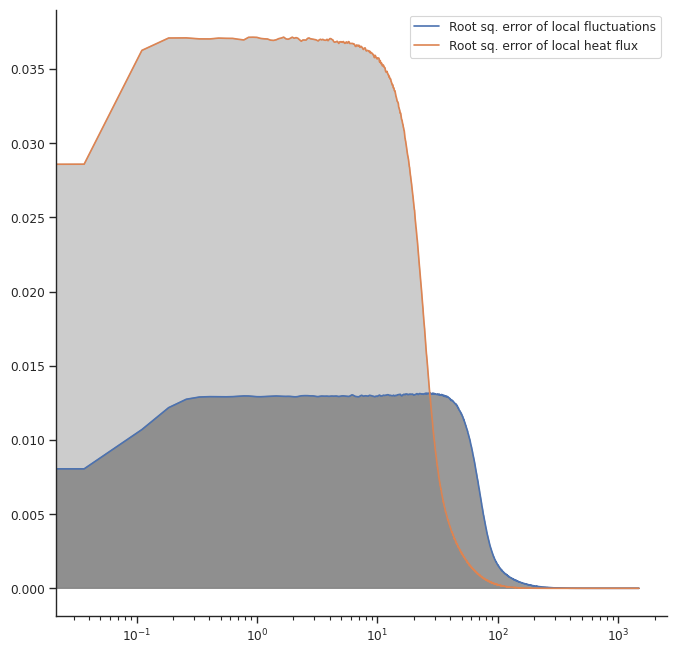 Root sq. error of local fluctuations
Root sq. error of local heat flux
0.035
0.030
0.025
0.020
0.015
0.010
0.005
0.000
10⁻¹ 10⁰ 10¹ 10² 10³